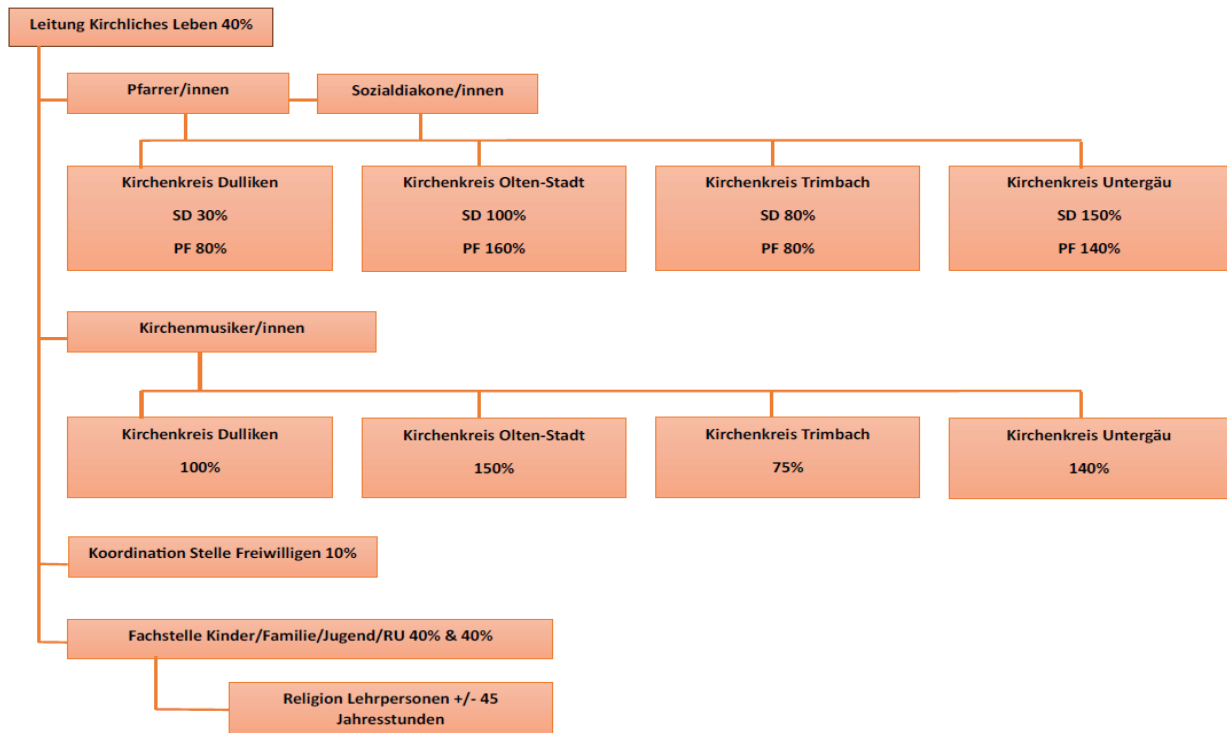 Leitung Kirchliches Leben 40%
Pfarrer/innen
Sozialdiakone/innen
Kirchenkreis Dulliken
SD 30%
PF 80%
Kirchenkreis Olten-Stadt
SD 100%
PF 160%
Kirchenkreis Trimbach
SD 80%
PF 80%
Kirchenkreis Untergäu
SD 150%
PF 140%
Kirchenmusiker/innen
Kirchenkreis Dulliken
100%
Kirchenkreis Olten-Stadt
150%
Kirchenkreis Trimbach
75%
Kirchenkreis Untergäu
140%
Koordination Stelle Freiwilligen 10%
Fachstelle Kinder/Familie/Jugend/RU 40% & 40%
Religion Lehrpersonen +/- 45
Jahresstunden